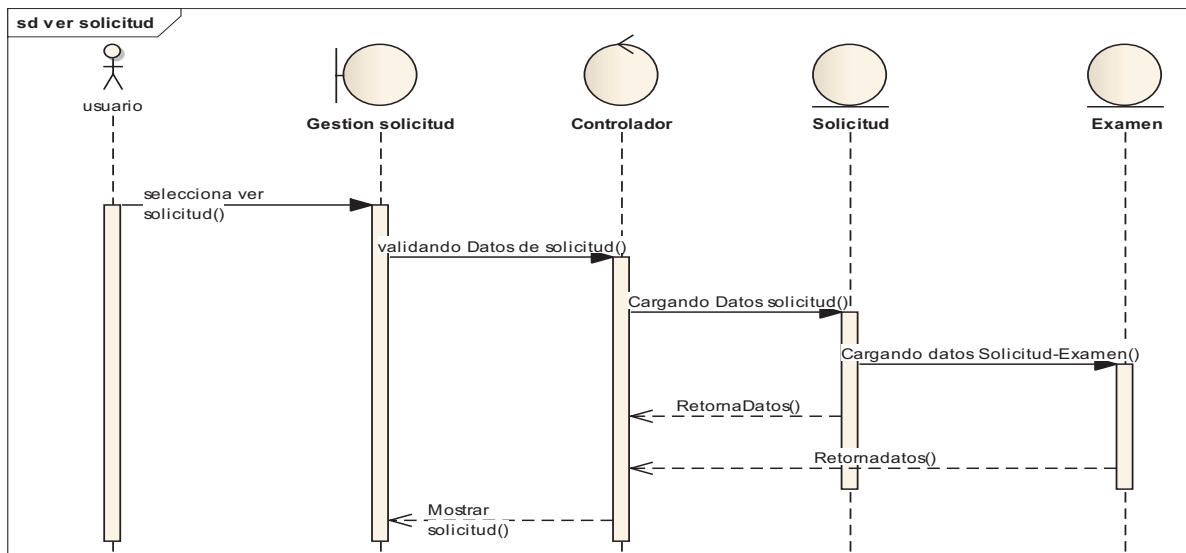 sd ver solicitud
usuario
Gestion solicitud
Controlador
Solicitud
Examen
selecciona ver
solicitud()
validando Datos de solicitud()
Cargando Datos solicitud()
Cargando datos Solicitud-Examen()
RetornaDatos()
Retornadatos()
Mostrar
solicitud()